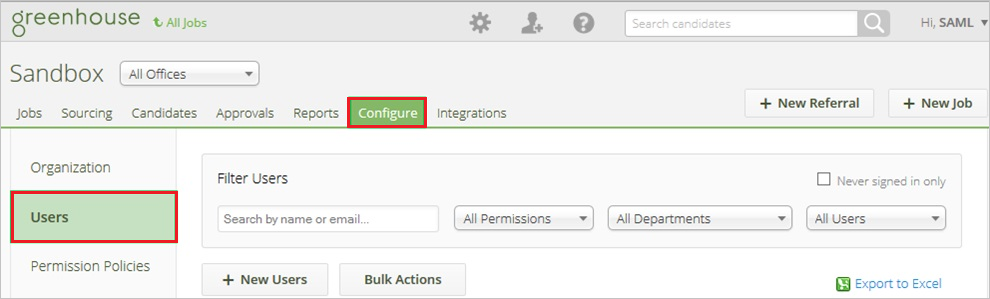 greenhouse All Jobs Search candidates Hi, SAML
Sandbox All Offices
Jobs Sourcing Candidates Approvals Reports Configure Integrations + New Referral + New Job
Organization
Filter Users Never signed in only
Users Search by name or email... All Permissions All Departments All Users
Permission Policies
+ New Users Bulk Actions Export to Excel